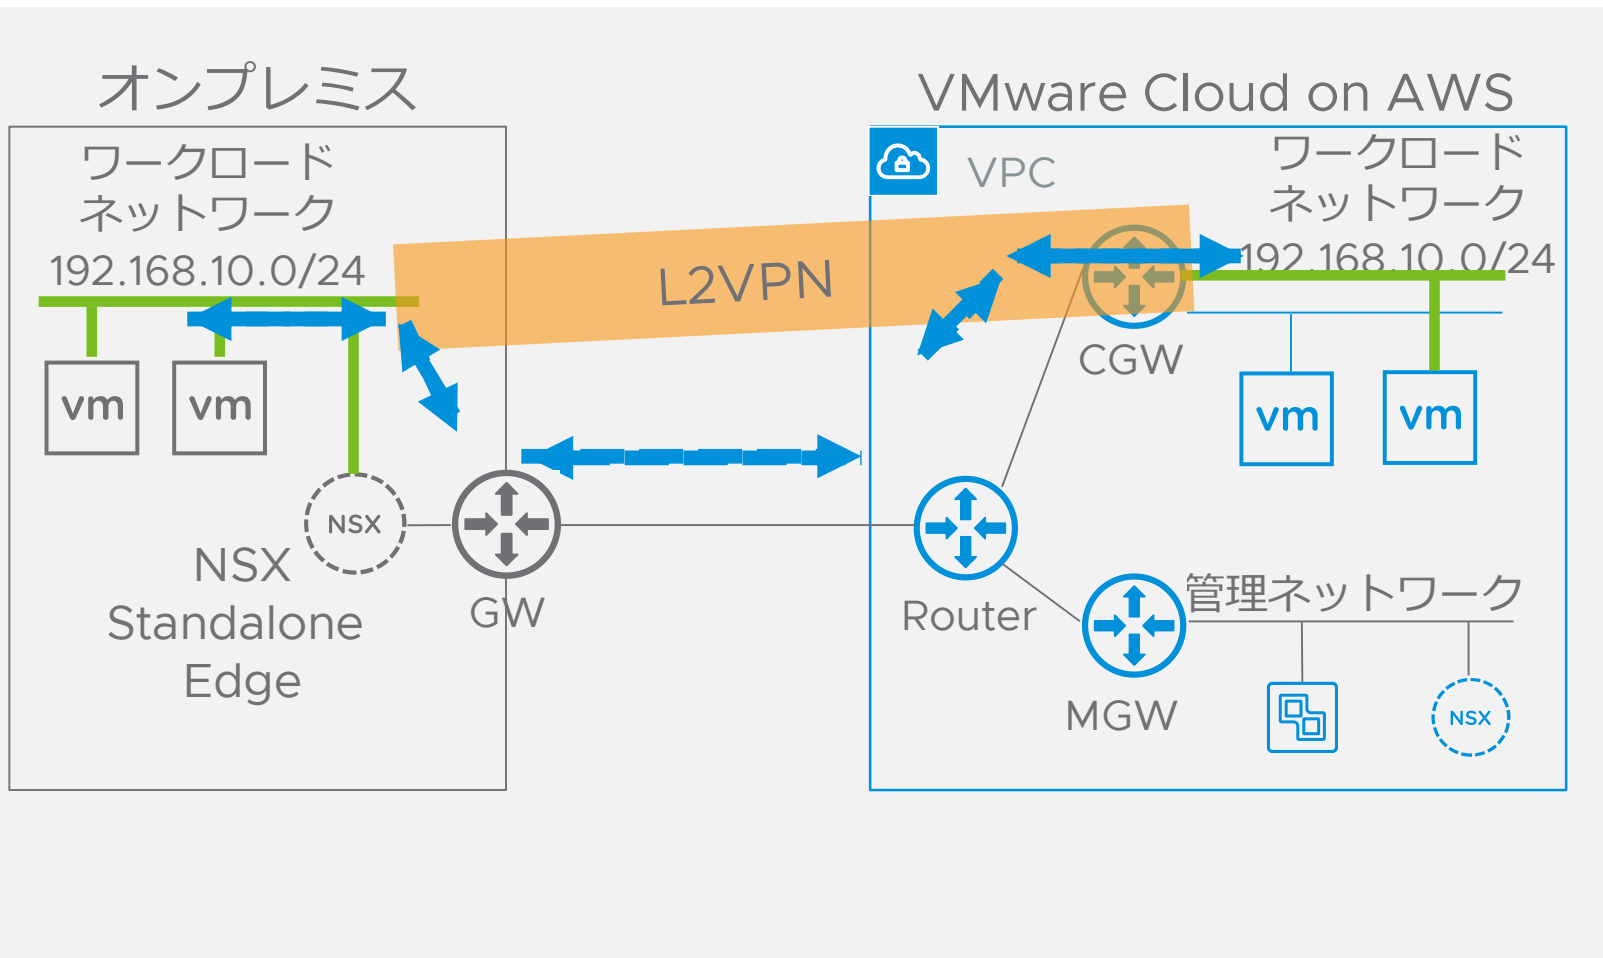 オンプレミス
ワークロード
ネットワーク
192.168.10.0/24
vm
vm
NSX
NSX
Standalone
Edge
GW
L2VPN
VMware Cloud on AWS
VPC
ワークロード
ネットワーク
192.168.10.0/24
CGW
vm
vm
Router
管理ネットワーク
MGW
NSX